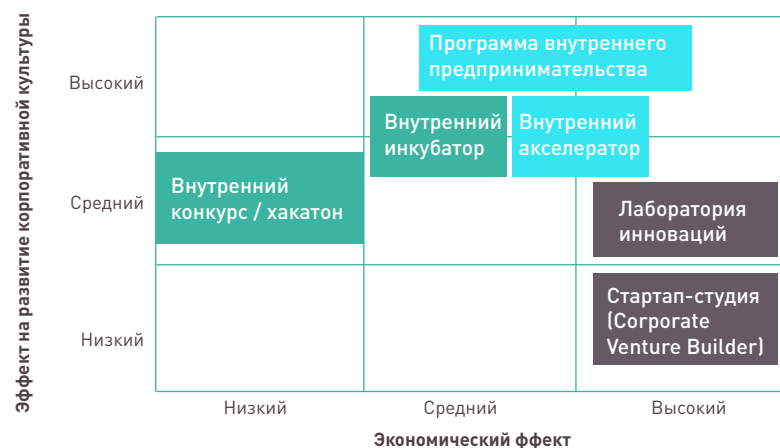 Эффект на развитие корпоративной культуры
Высокий
Средний
Низкий
Программа внутреннего
предпринимательства
Внутренний
инкубатор
Внутренний
акселератор
Внутренний
конкурс / хакатон
Лаборатория
инноваций
Стартап-студия
(Corporate
Venture Builder)
Низкий
Средний
Высокий
Экономический ффект